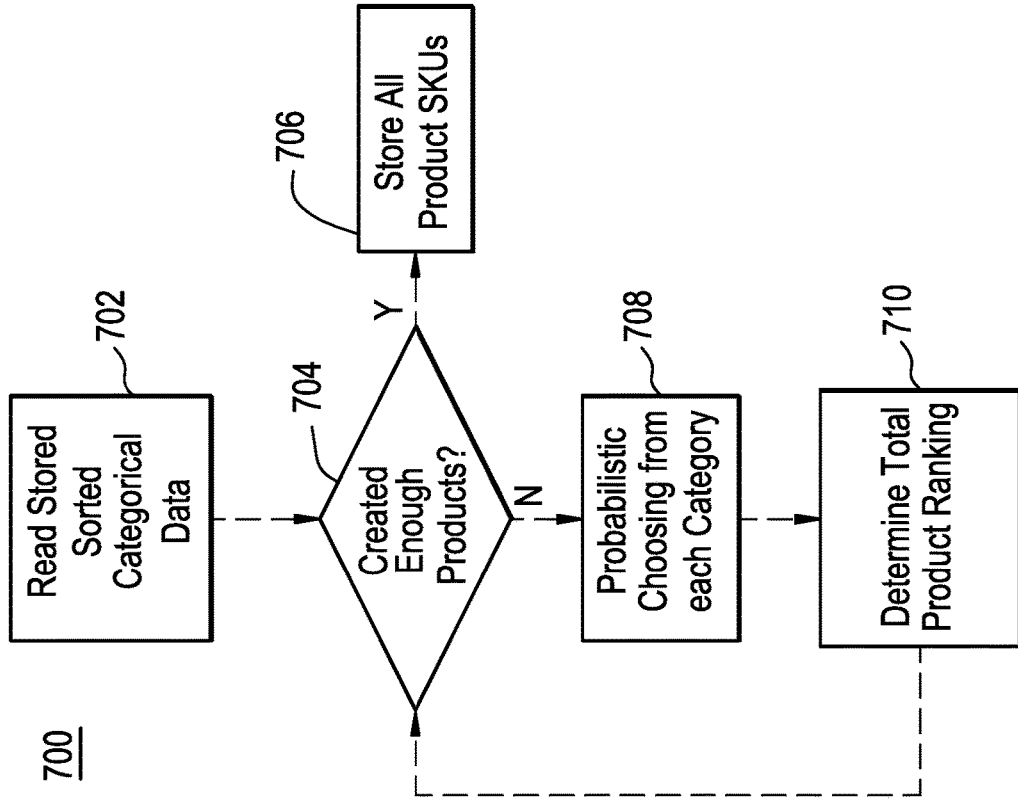 700
702
Read Stored
Sorted
Categorical
Data
704
Created
Enough
Products?
Y
706
Store All
Product SKUs
N
708
Probabilistic
Choosing from
each Category
710
Determine Total
Product Ranking